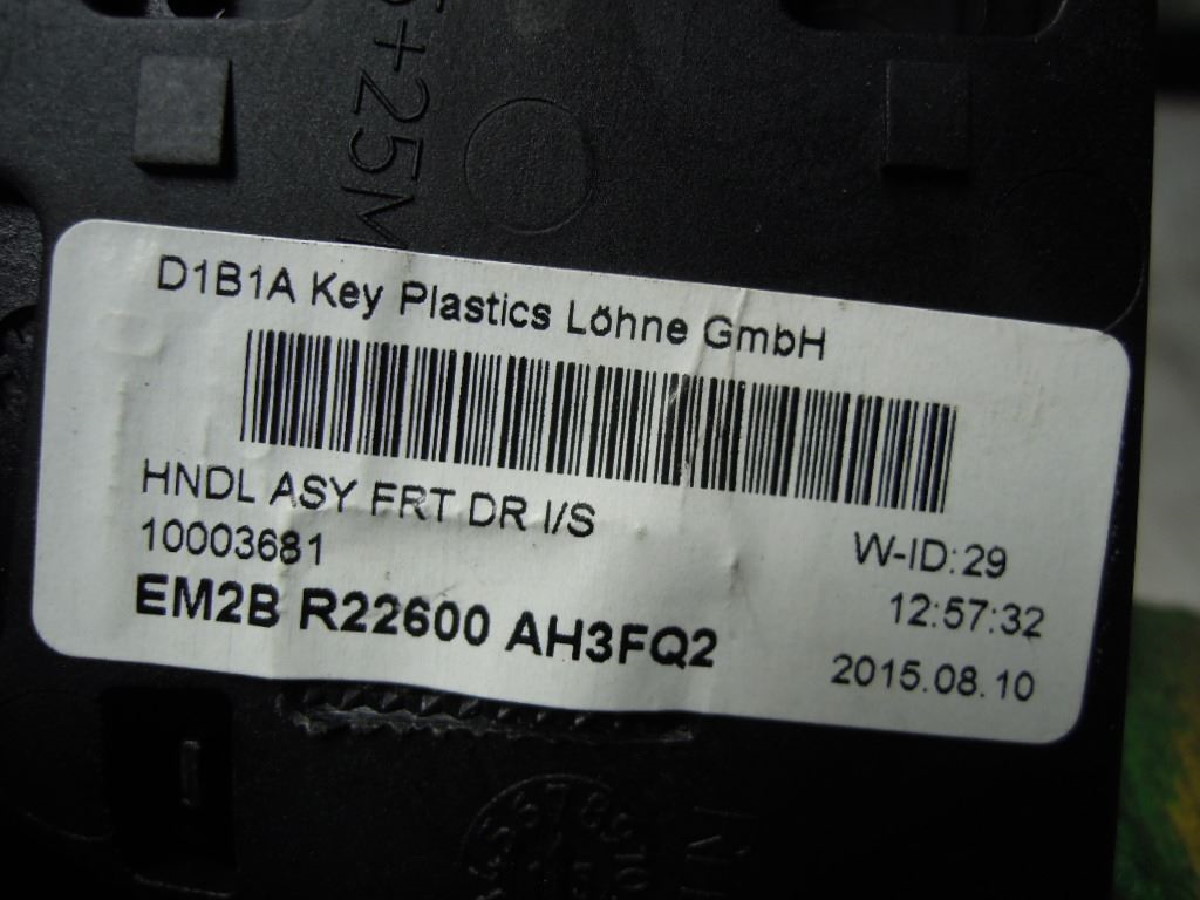 +25M
D1B1A Key Plastics Löhne GmbH
HNDL ASY FRT DR I/S
10003681
EM2B R22600 AH3FQ2
W-ID:29
12:57:32
2015.08.10